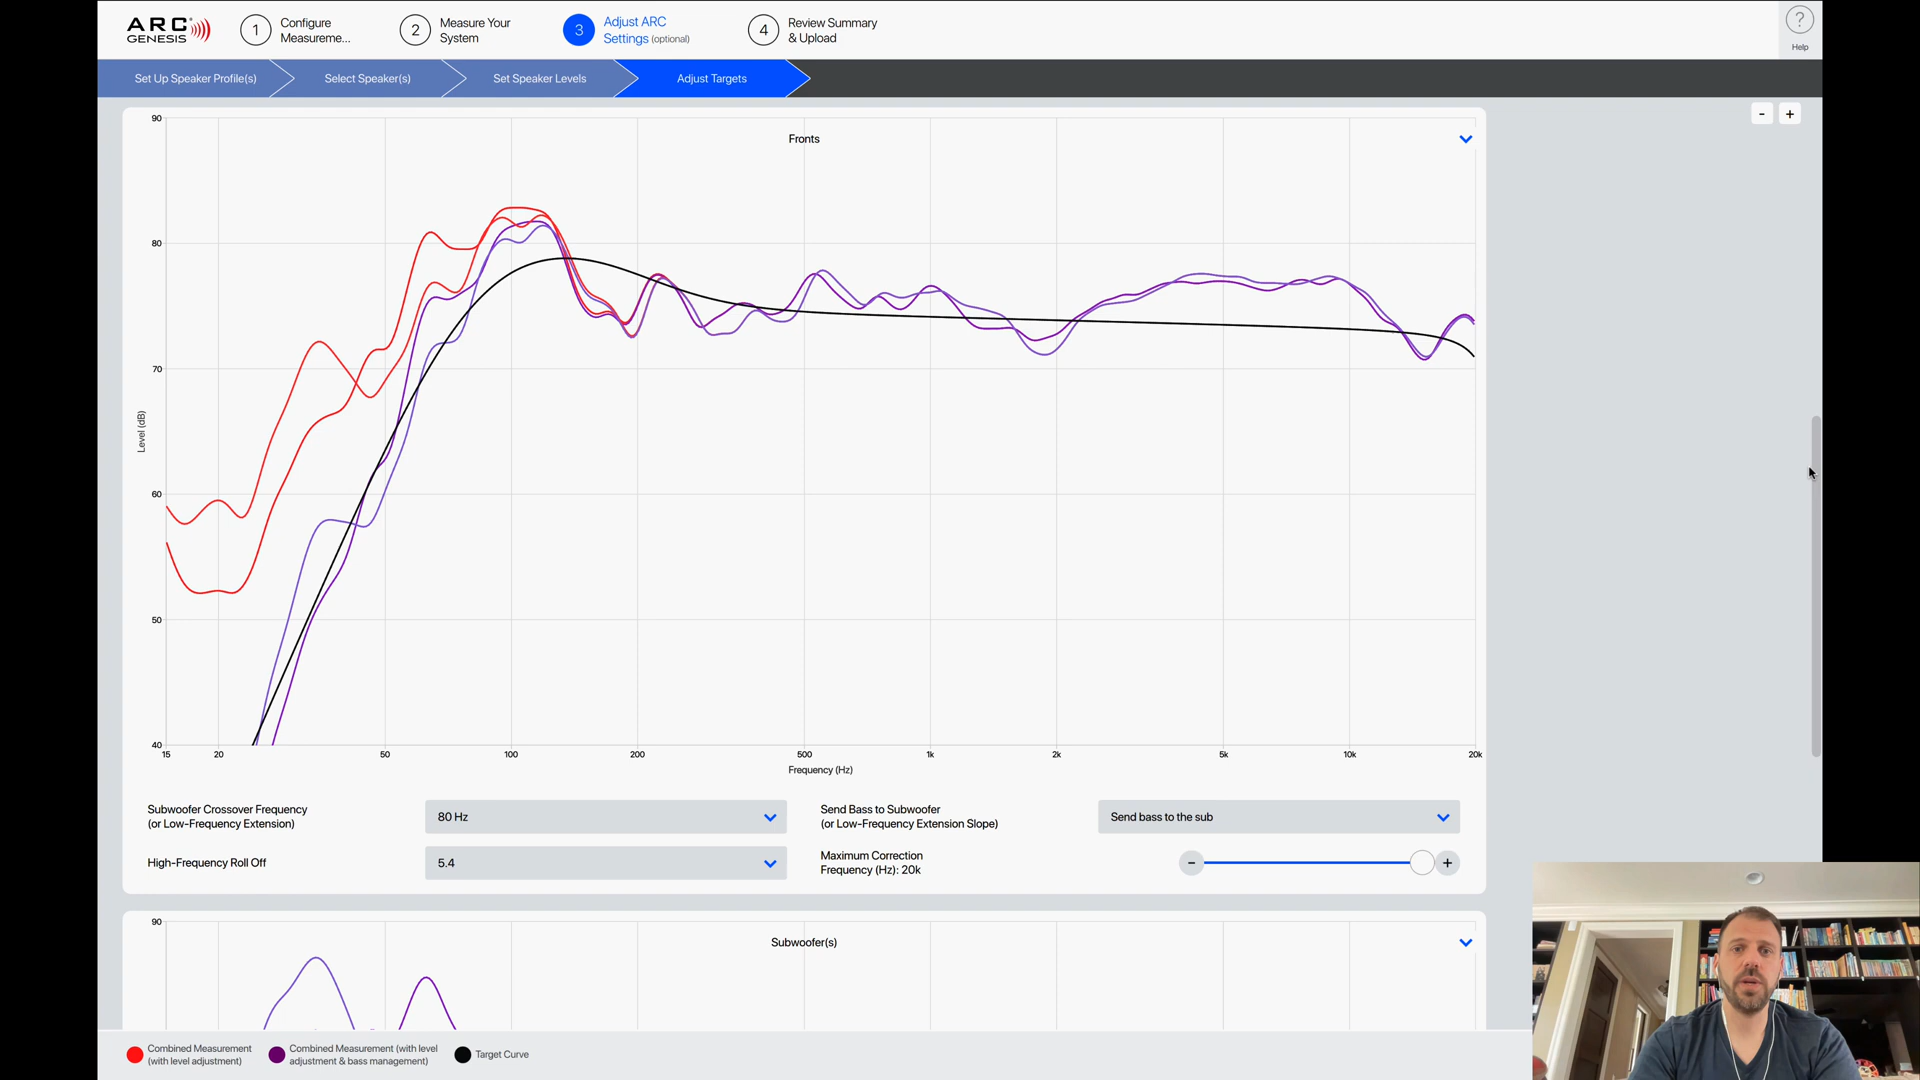 ARC
GENESIS
1
Configure
Measureme...
2
Measure Your
System
3
Adjust ARC
Settings (optional)
4
Review Summary
& Upload
?
Help
Set Up Speaker Profile(s)
Select Speaker(s)
Set Speaker Levels
Adjust Targets
- +
Fronts
90
80
70
60
50
40
Level (dB)
15 20 50 100 200 500 1k 2k 5k 10k 20k
Frequency (Hz)
Subwoofer Crossover Frequency
(or Low-Frequency Extension)
80 Hz
Send Bass to Subwoofer
(or Low-Frequency Extension Slope)
Send bass to the sub
High-Frequency Roll Off
5.4
Maximum Correction
Frequency (Hz): 20k
- +
90
Subwoofer(s)
Combined Measurement
(with level adjustment)
Combined Measurement (with level
adjustment & bass management)
Target Curve